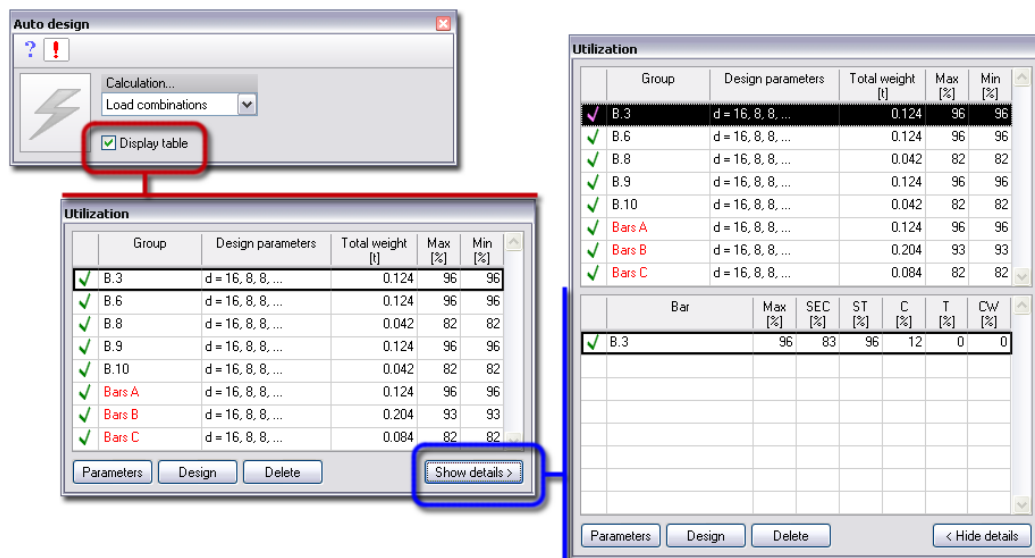 Auto design
? !
Calculation...
Load combinations
Display table
Utilization
Group Design parameters Total weight [t] Max [%] Min [%]
B.3 d = 16, 8, 8, ... 0.124 96 96
B.6 d = 16, 8, 8, ... 0.124 96 96
B.8 d = 16, 8, 8, ... 0.042 82 82
B.9 d = 16, 8, 8, ... 0.124 96 96
B.10 d = 16, 8, 8, ... 0.042 82 82
Bars A d = 16, 8, 8, ... 0.124 96 96
Bars B d = 16, 8, 8, ... 0.204 93 93
Bars C d = 16, 8, 8, ... 0.084 82 82
Parameters Design Delete Show details >
Utilization
Group Design parameters Total weight [t] Max [%] Min [%]
B.3 d = 16, 8, 8, ... 0.124 96 96
B.6 d = 16, 8, 8, ... 0.124 96 96
B.8 d = 16, 8, 8, ... 0.042 82 82
B.9 d = 16, 8, 8, ... 0.124 96 96
B.10 d = 16, 8, 8, ... 0.042 82 82
Bars A d = 16, 8, 8, ... 0.124 96 96
Bars B d = 16, 8, 8, ... 0.204 93 93
Bars C d = 16, 8, 8, ... 0.084 82 82
Bar Max [%] SEC [%] ST [%] C [%] T [%] CW [%]
B.3 96 83 96 12 0 0
Parameters Design Delete < Hide details